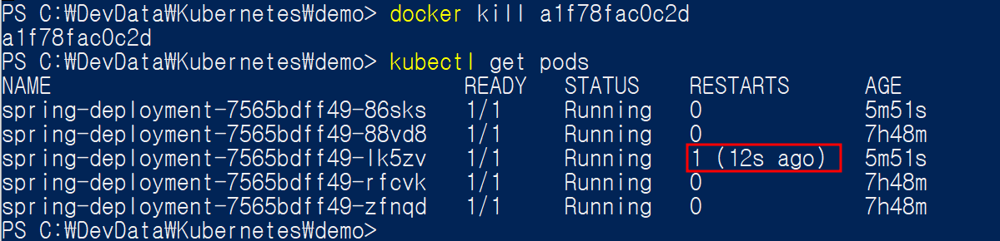 PS C:₩DevData₩Kubernetes₩demo> docker kill a1f78fac0c2d
a1f78fac0c2d
PS C:₩DevData₩Kubernetes₩demo> kubectl get pods
NAME READY STATUS RESTARTS AGE
spring-deployment-7565bdff49-86sks 1/1 Running 0 5m51s
spring-deployment-7565bdff49-88vd8 1/1 Running 0 7h48m
spring-deployment-7565bdff49-lk5zv 1/1 Running 1 (12s ago) 5m51s
spring-deployment-7565bdff49-rfcvk 1/1 Running 0 7h48m
spring-deployment-7565bdff49-zfnqd 1/1 Running 0 7h48m
PS C:₩DevData₩Kubernetes₩demo>